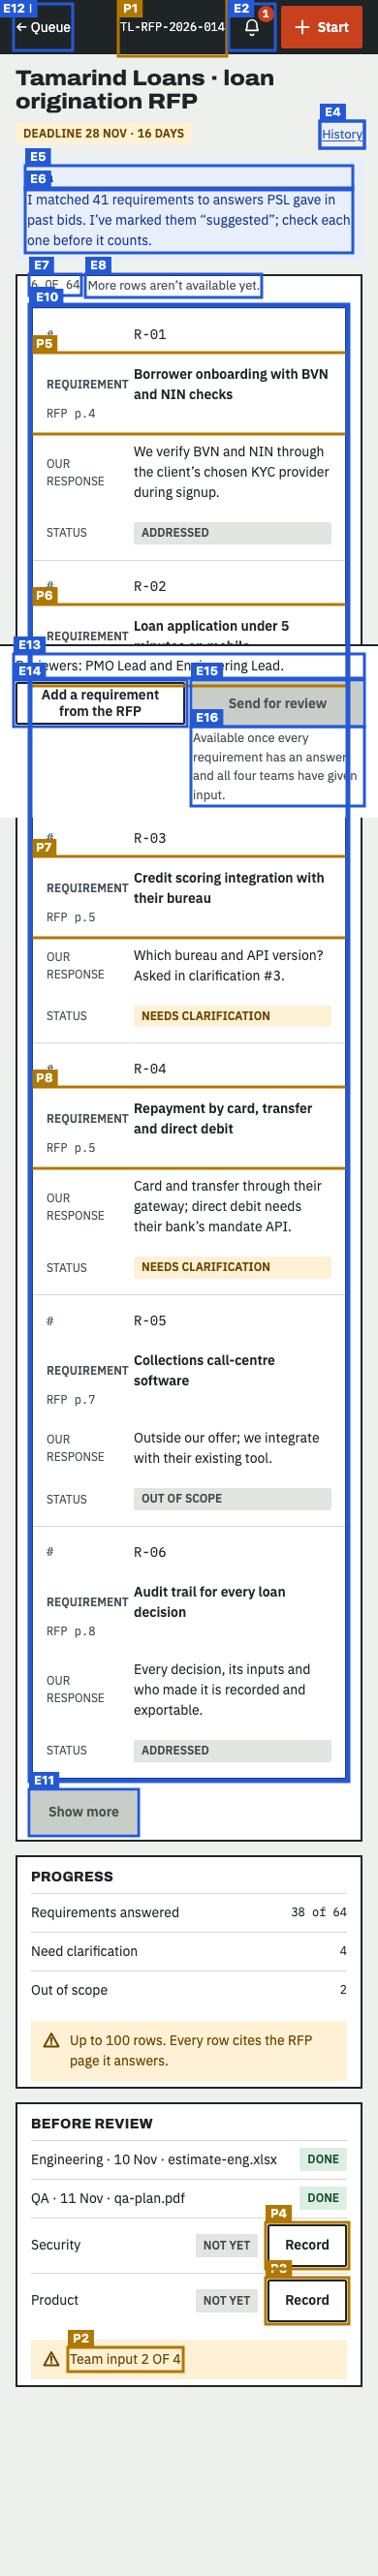 E12
← Queue
P1
TL-RFP-2026-014
E2
1
+ Start
Tamarind Loans · loan
origination RFP
DEADLINE 28 NOV · 16 DAYS
E4
History
E5
E6
I matched 41 requirements to answers PSL gave in
past bids. I’ve marked them “suggested”; check each
one before it counts.
E7
E8
6 OF 64
More rows aren’t available yet.
E10
#
R-01
P5
REQUIREMENT
Borrower onboarding with BVN
and NIN checks
RFP p.4
OUR
RESPONSE
We verify BVN and NIN through
the client’s chosen KYC provider
during signup.
STATUS
ADDRESSED
#
R-02
P6
REQUIREMENT
Loan application under 5
E13
Reviewers: PMO Lead and Engineering Lead.
E14
E15
Add a requirement
from the RFP
Send for review
E16
Available once every
requirement has an answer
and all four teams have given
input.
#
R-03
P7
REQUIREMENT
Credit scoring integration with
their bureau
RFP p.5
OUR
RESPONSE
Which bureau and API version?
Asked in clarification #3.
STATUS
NEEDS CLARIFICATION
#
R-04
P8
REQUIREMENT
Repayment by card, transfer
and direct debit
RFP p.5
OUR
RESPONSE
Card and transfer through their
gateway; direct debit needs
their bank’s mandate API.
STATUS
NEEDS CLARIFICATION
#
R-05
REQUIREMENT
Collections call-centre
software
RFP p.7
OUR
RESPONSE
Outside our offer; we integrate
with their existing tool.
STATUS
OUT OF SCOPE
#
R-06
REQUIREMENT
Audit trail for every loan
decision
RFP p.8
OUR
RESPONSE
Every decision, its inputs and
who made it is recorded and
exportable.
STATUS
ADDRESSED
E11
Show more
PROGRESS
Requirements answered 38 of 64
Need clarification 4
Out of scope 2
Up to 100 rows. Every row cites the RFP
page it answers.
BEFORE REVIEW
Engineering · 10 Nov · estimate-eng.xlsx DONE
QA · 11 Nov · qa-plan.pdf DONE
P4
Security NOT YET Record
P3
Product NOT YET Record
P2
Team input 2 OF 4